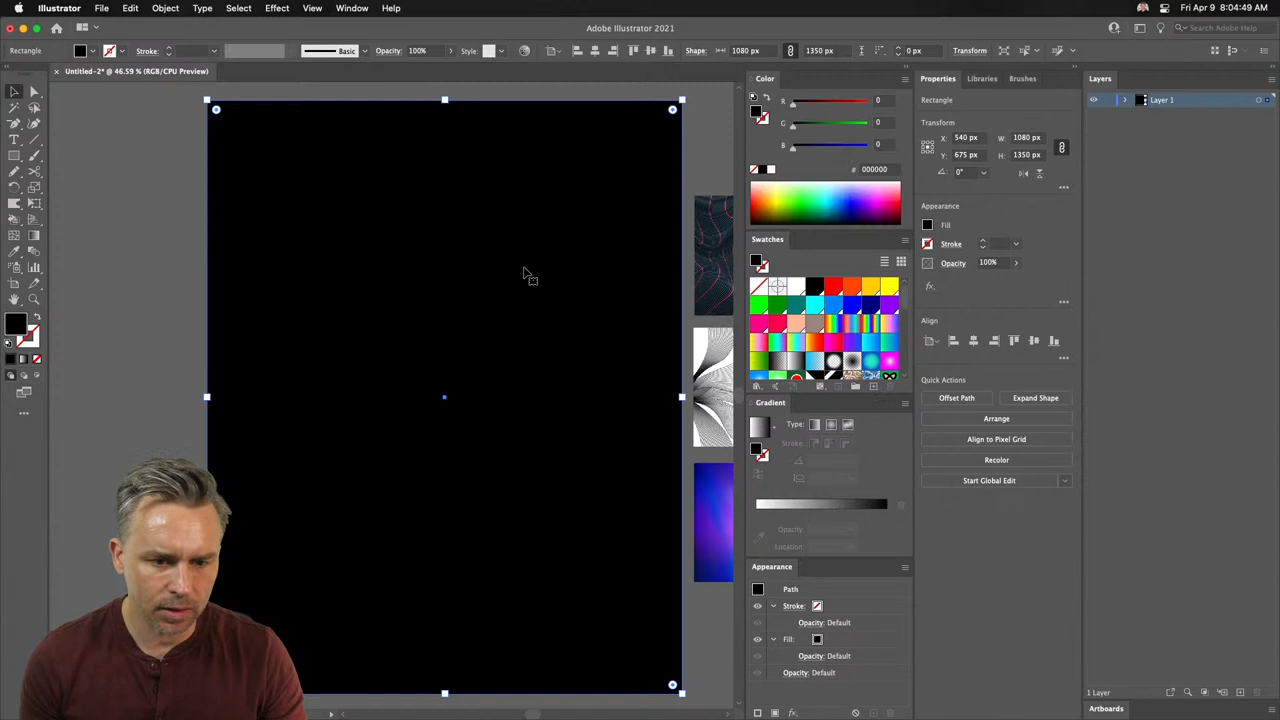 Illustrator File Edit Object Type Select Effect View Window Help
Fri Apr 9 8:04:49 AM
Adobe Illustrator 2021
Search Adobe Help
Rectangle Stroke: Basic Opacity: 100% Style: Shape: 1080 px 1350 px 0 px Transform
× Untitled-2* @ 46.59 % (RGB/CPU Preview)
Color
R 0
G 0
B 0
# 000000
Swatches
Gradient
Type:
Stroke:
Opacity:
Location:
Appearance
Path
Stroke:
Opacity: Default
Fill:
Opacity: Default
Opacity: Default
fx.
Properties Libraries Brushes
Rectangle
Transform
X: 540 px W: 1080 px
Y: 675 px H: 1350 px
0°
Appearance
Fill
Stroke
Opacity 100%
fx.
Align
Quick Actions
Offset Path Expand Shape
Arrange
Align to Pixel Grid
Recolor
Start Global Edit
Layers
Layer 1
1 Layer
Artboards